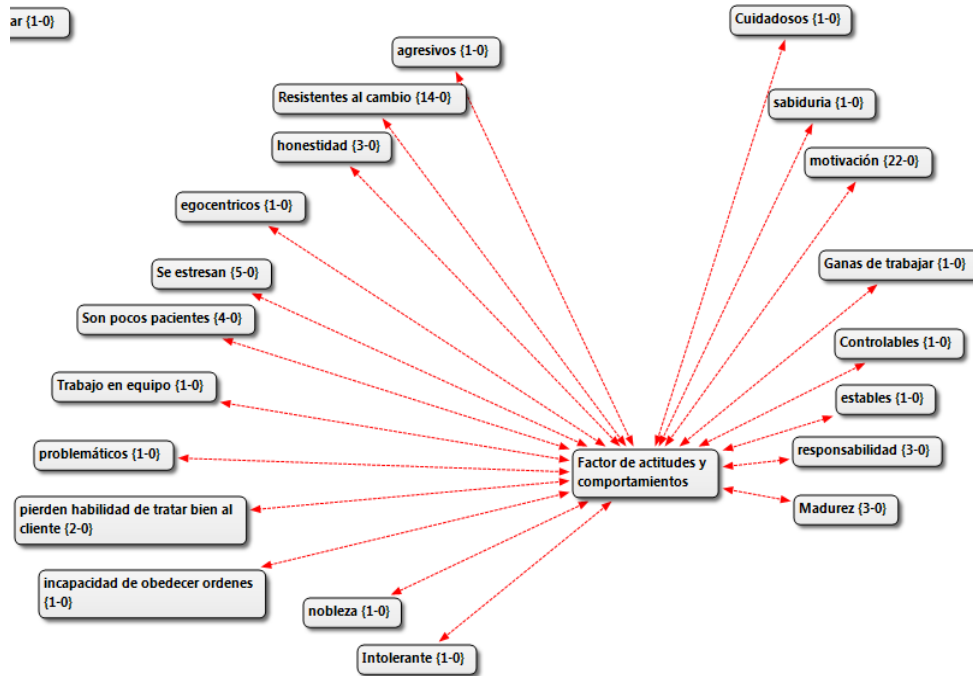 ar {1-0}
Cuidadosos {1-0}
agresivos {1-0}
Resistentes al cambio {14-0}
sabiduria {1-0}
honestidad {3-0}
motivación {22-0}
egocentricos {1-0}
Se estresan {5-0}
Ganas de trabajar {1-0}
Son pocos pacientes {4-0}
Controlables {1-0}
Trabajo en equipo {1-0}
estables {1-0}
problemáticos {1-0}
Factor de actitudes y
comportamientos
responsabilidad {3-0}
pierden habilidad de tratar bien al
cliente {2-0}
Madurez {3-0}
incapacidad de obedecer ordenes
{1-0}
nobleza {1-0}
Intolerante {1-0}